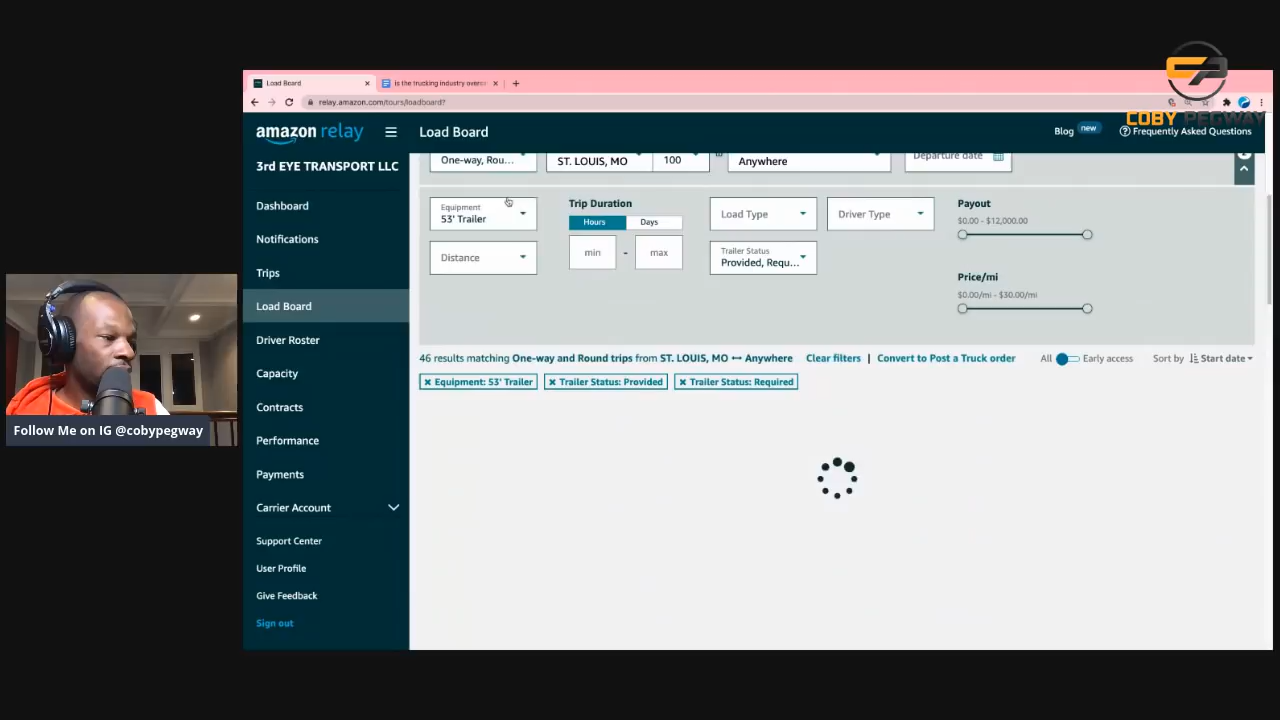 Load Board
is the trucking industry overc
relay.amazon.com/tours/loadboard?
COBY PEGWAY
amazon relay
Load Board
Blog new
Frequently Asked Questions
3rd EYE TRANSPORT LLC
Dashboard
Notifications
Trips
Load Board
Driver Roster
Capacity
Contracts
Performance
Payments
Carrier Account
Support Center
User Profile
Give Feedback
Sign out
One-way, Rou...
ST. LOUIS, MO
100
Anywhere
Departure date
Equipment
53' Trailer
Distance
Trip Duration
Hours
Days
min
-
max
Load Type
Driver Type
Trailer Status
Provided, Requ...
Payout
$0.00 - $12,000.00
Price/mi
$0.00/mi - $30.00/mi
46 results matching One-way and Round trips from ST. LOUIS, MO ↔ Anywhere
Clear filters | Convert to Post a Truck order
All
Early access
Sort by
Start date
× Equipment: 53' Trailer
× Trailer Status: Provided
× Trailer Status: Required
Follow Me on IG @cobypegway